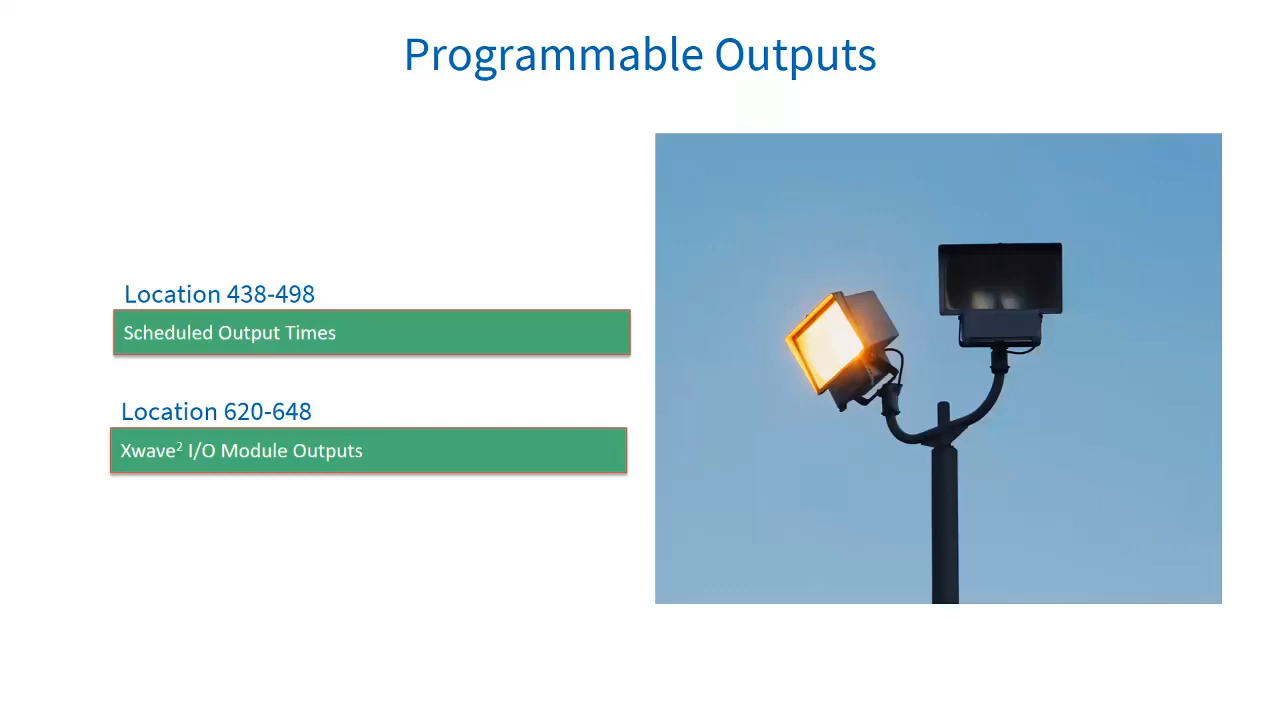 Programmable Outputs
Location 438-498
Scheduled Output Times
Location 620-648
Xwave² I/O Module Outputs